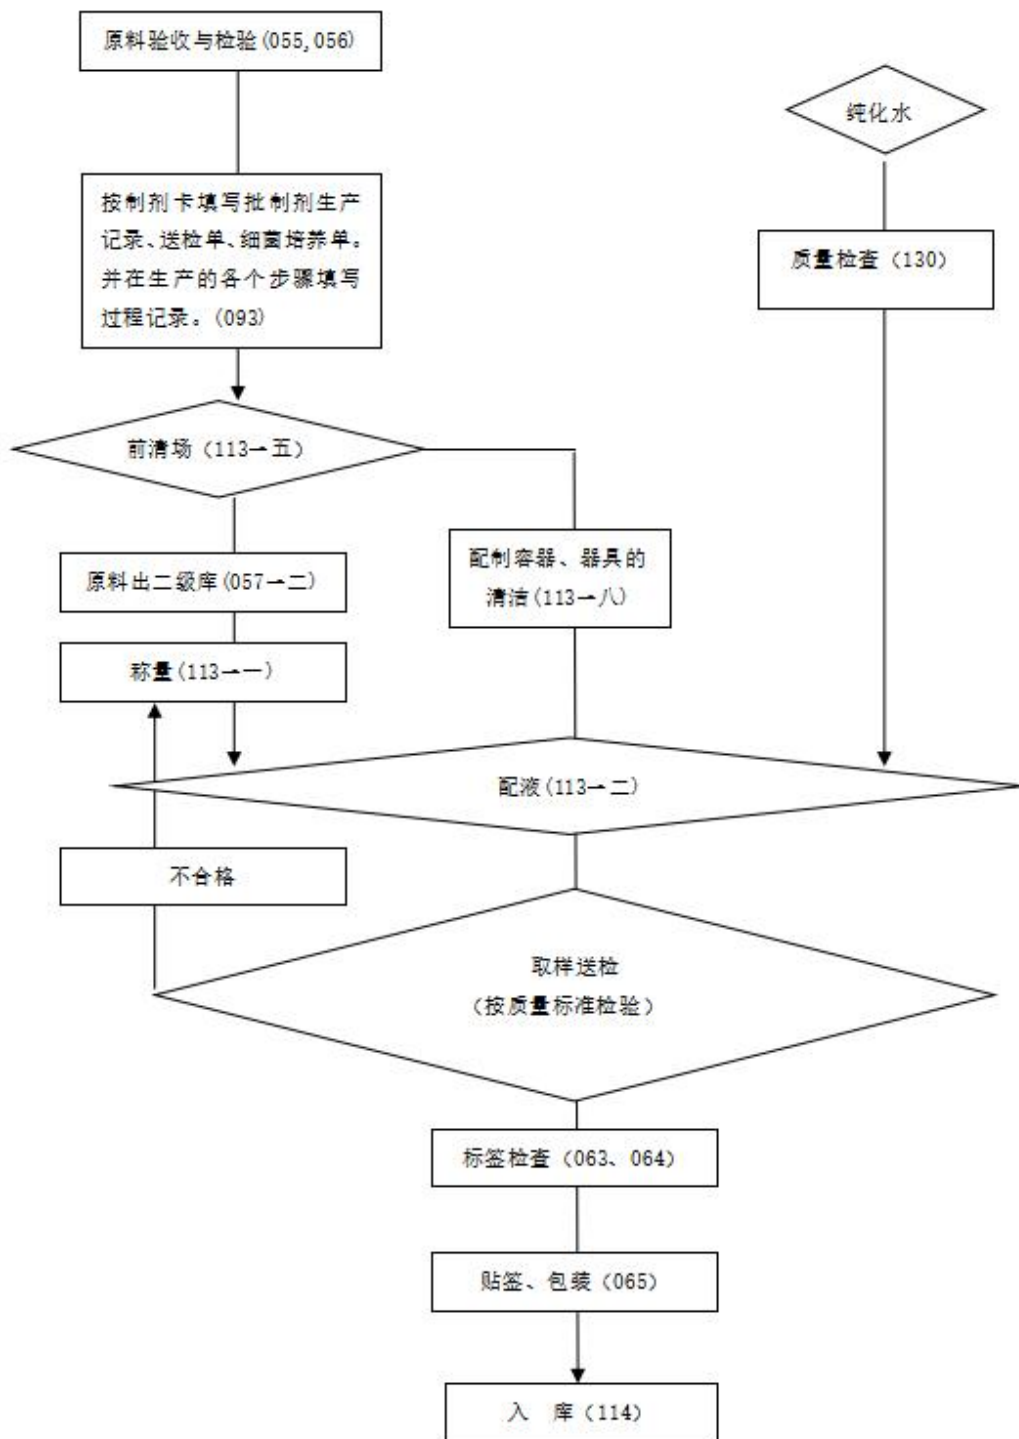 原料验收与检验(055,056)
纯化水
按制剂卡填写批制剂生产
记录、送检单、细菌培养单。
并在生产的各个步骤填写
过程记录。(093)
质量检查（130）
前清场（113—五）
原料出二级库(057—二)
配制容器、器具的
清洁(113—八)
称量(113—一)
配液(113—二)
不合格
取样送检
（按质量标准检验）
标签检查（063、064）
贴签、包装（065）
入　库（114）